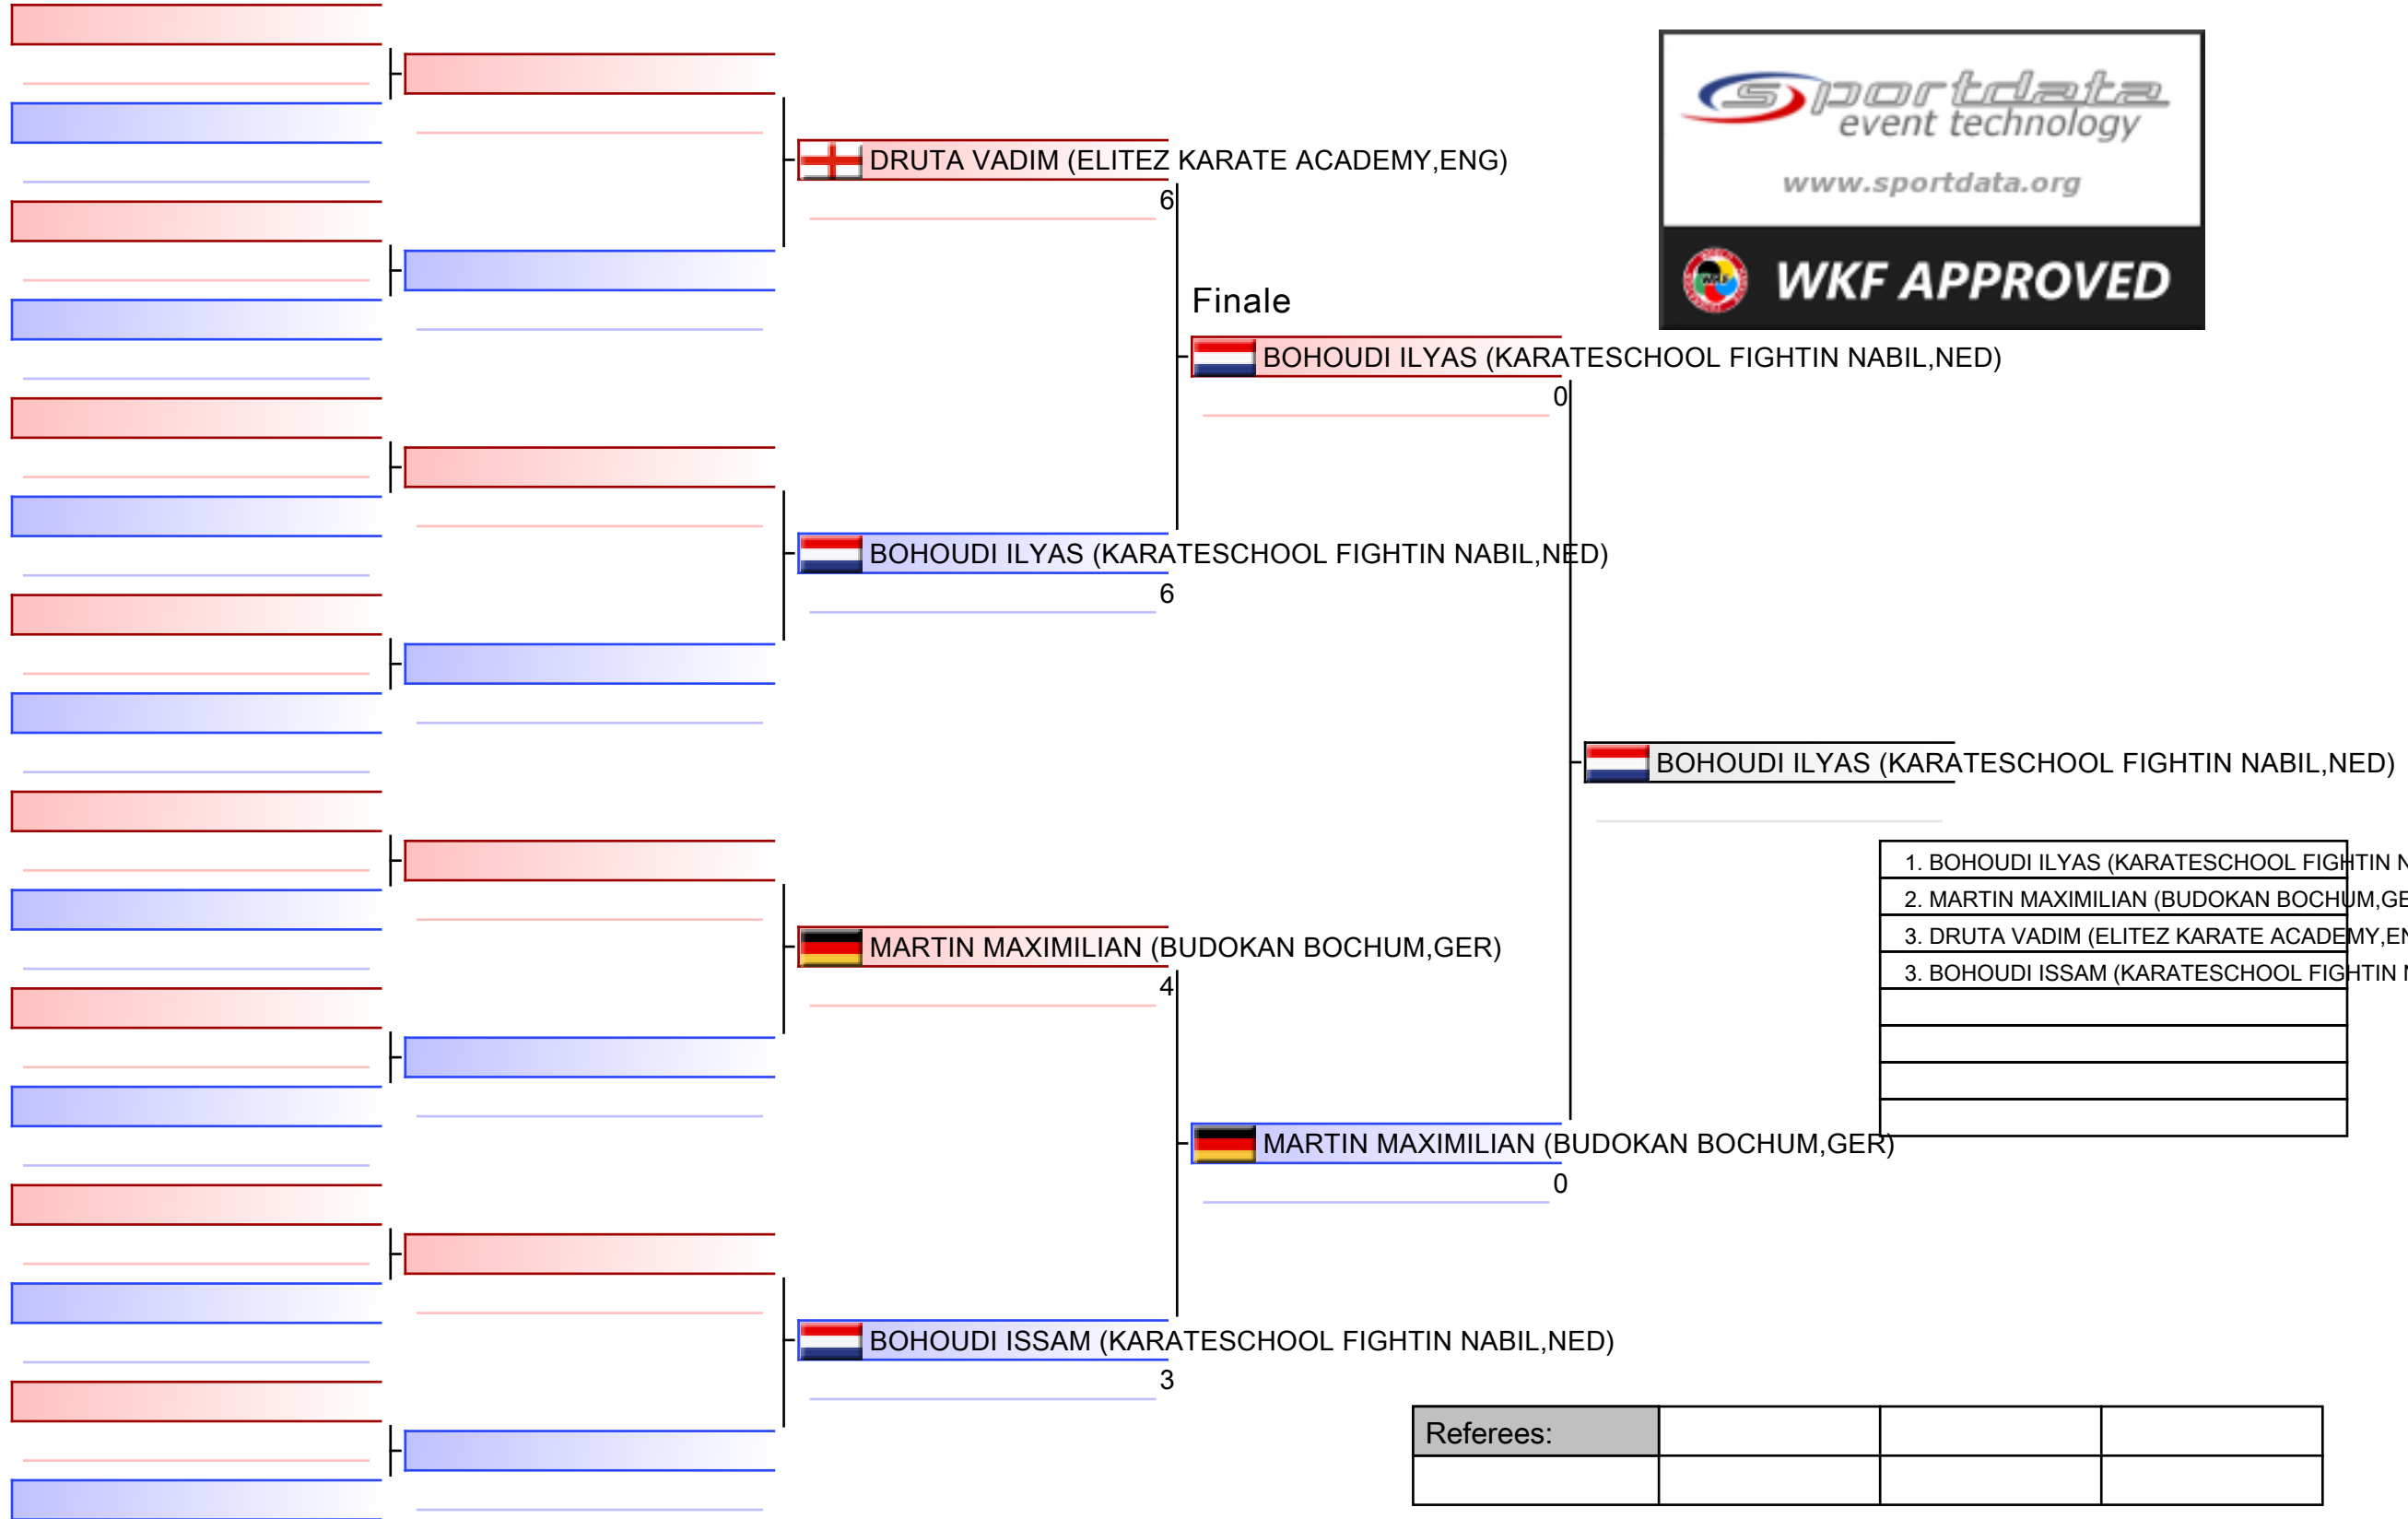 sportdata
event technology
www.sportdata.org
WKF APPROVED
DRUTA VADIM (ELITEZ KARATE ACADEMY,ENG)
6
Finale
BOHOUDI ILYAS (KARATESCHOOL FIGHTIN NABIL,NED)
0
BOHOUDI ILYAS (KARATESCHOOL FIGHTIN NABIL,NED)
6
BOHOUDI ILYAS (KARATESCHOOL FIGHTIN NABIL,NED)
1. BOHOUDI ILYAS (KARATESCHOOL FIGHTIN
2. MARTIN MAXIMILIAN (BUDOKAN BOCHUM,GE
3. DRUTA VADIM (ELITEZ KARATE ACADEMY,EN
3. BOHOUDI ISSAM (KARATESCHOOL FIGHTIN
MARTIN MAXIMILIAN (BUDOKAN BOCHUM,GER)
4
MARTIN MAXIMILIAN (BUDOKAN BOCHUM,GER)
0
BOHOUDI ISSAM (KARATESCHOOL FIGHTIN NABIL,NED)
3
Referees: